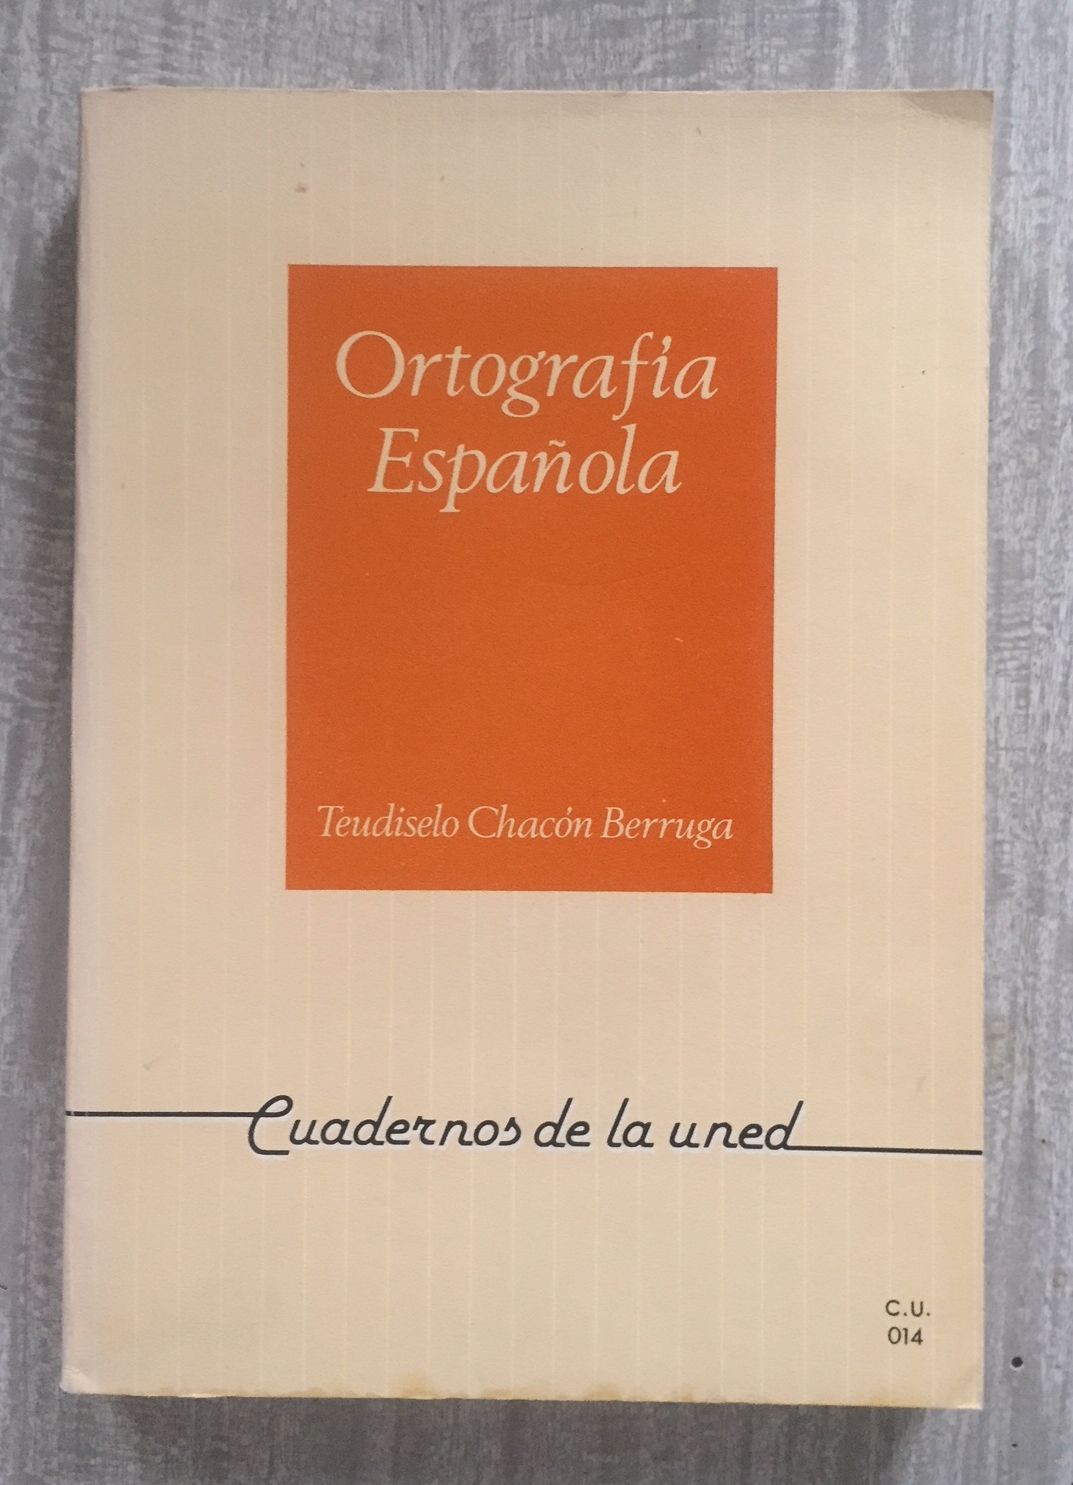 Ortografía
Española
Teudiselo Chacón Berruga
Cuadernos de la uned
C.U.
014